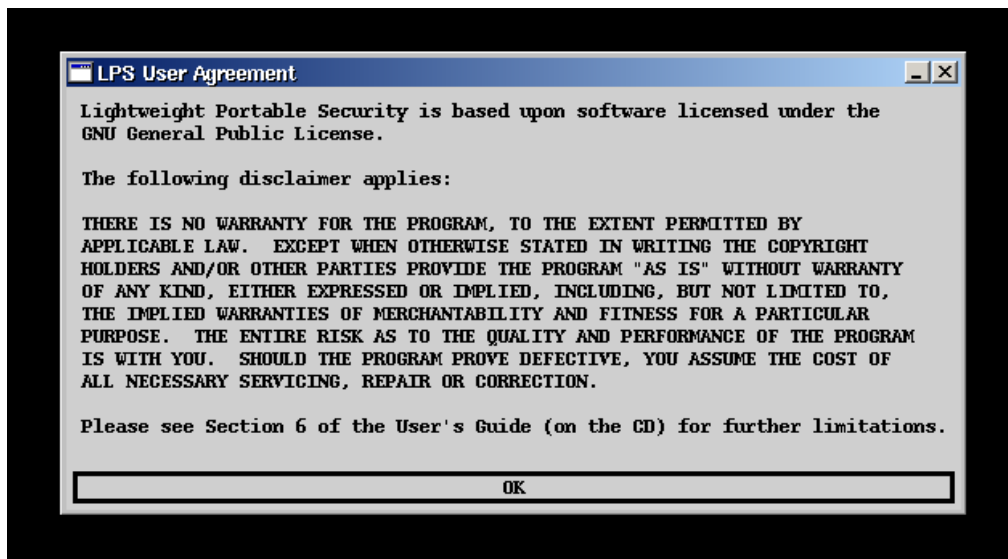 LPS User Agreement
Lightweight Portable Security is based upon software licensed under the
GNU General Public License.
The following disclaimer applies:
THERE IS NO WARRANTY FOR THE PROGRAM, TO THE EXTENT PERMITTED BY
APPLICABLE LAW.  EXCEPT WHEN OTHERWISE STATED IN WRITING THE COPYRIGHT
HOLDERS AND/OR OTHER PARTIES PROVIDE THE PROGRAM "AS IS" WITHOUT WARRANTY
OF ANY KIND, EITHER EXPRESSED OR IMPLIED, INCLUDING, BUT NOT LIMITED TO,
THE IMPLIED WARRANTIES OF MERCHANTABILITY AND FITNESS FOR A PARTICULAR
PURPOSE.  THE ENTIRE RISK AS TO THE QUALITY AND PERFORMANCE OF THE PROGRAM
IS WITH YOU.  SHOULD THE PROGRAM PROVE DEFECTIVE, YOU ASSUME THE COST OF
ALL NECESSARY SERVICING, REPAIR OR CORRECTION.
Please see Section 6 of the User's Guide (on the CD) for further limitations.
OK